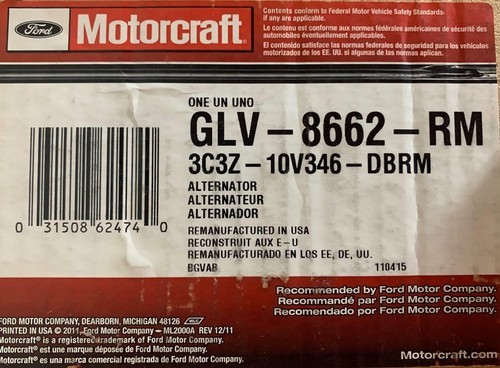 Ford
Motorcraft
Contents conform to Federal Motor Vehicle Safety Standards-
if any are applicable.
Le contenu est conforme aux normes fédérales américaines de sécurité des
automobiles éventuellement applicables.
El contenido satisface las normas federales de seguridad para los vehículos
motorizados de los EE. UU. si algunas de las normas aplican.
ONE UN UNO
GLV-8662-RM
3C3Z-10V346-DBRM
ALTERNATOR
ALTERNATEUR
ALTERNADOR
REMANUFACTURED IN USA
RECONSTRUIT AUX E-U
REMANUFACTURADO EN LOS EE, DE, UU.
BGVAB 110415
0 31508 62474 0
Recommended by Ford Motor Company.
Recommandé par Ford Motor Company.
Recomendado por Ford Motor Company.
FORD MOTOR COMPANY, DEARBORN, MICHIGAN 48126
PRINTED IN USA © 2011, Ford Motor Company - ML2000A REV 12/11
Motorcraft® is a registered trademark of Ford Motor Company.
Motorcraft® est une marque déposée de Ford Motor Company.
Motorcraft® es una marca comercial registrada de Ford Motor Company.
Motorcraft.com